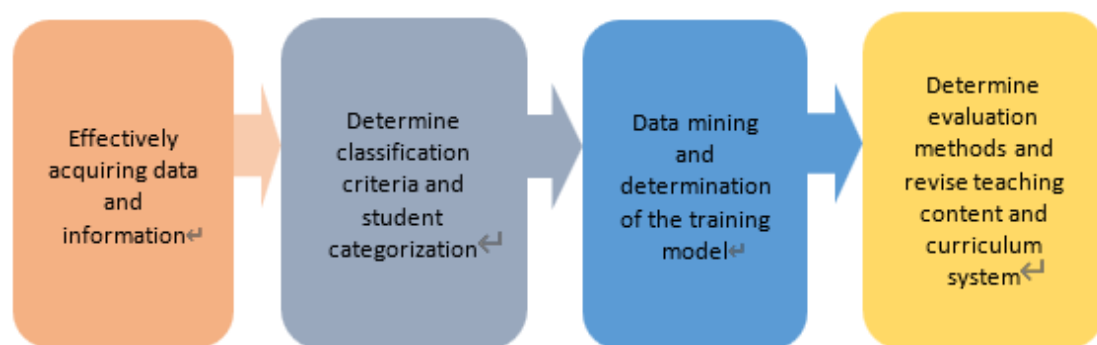 Effectively
acquiring data
and
information↵
Determine
classification
criteria and
student
categorization↵
Data mining
and
determination
of the training
model↵
Determine
evaluation
methods and
revise teaching
content and
curriculum
system↵